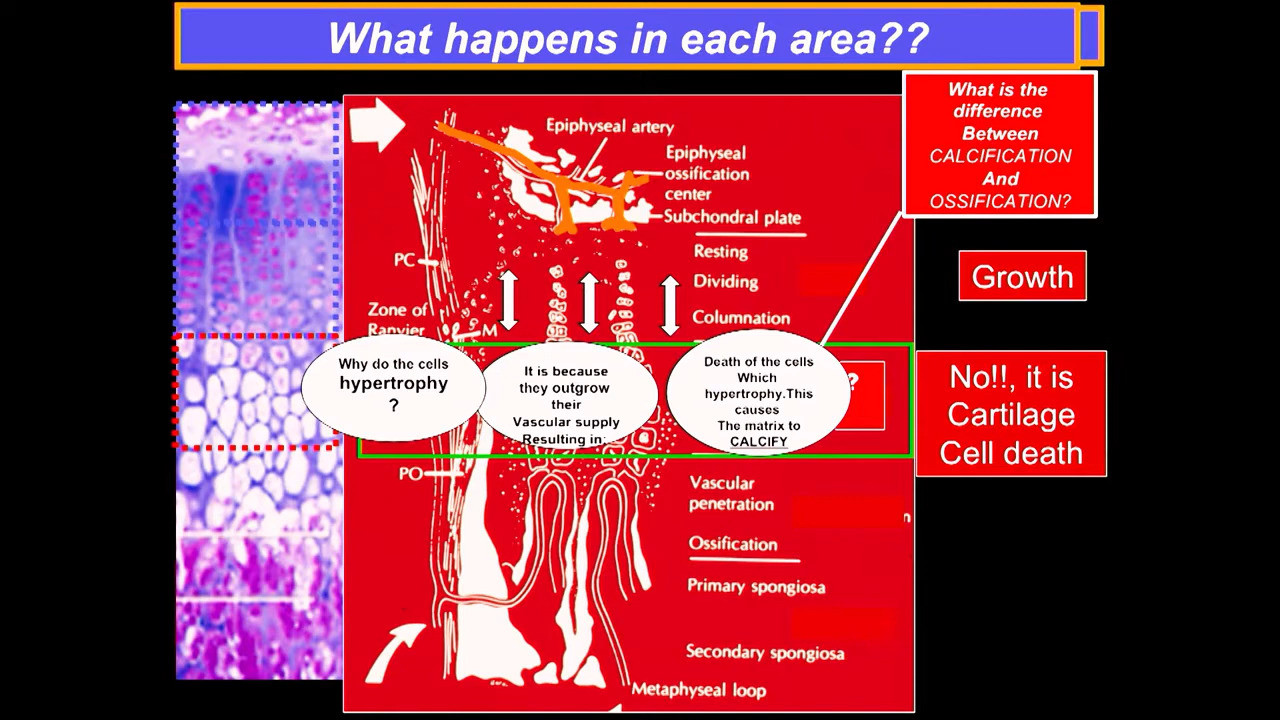 What happens in each area??
What is the
difference
Between
CALCIFICATION
And
OSSIFICATION?
Epiphyseal artery
Epiphyseal
ossification
center
Subchondral plate
Resting
Dividing
Columnation
PC
Zone of
Ranvier
M
Growth
Why do the cells
hypertrophy
?
It is because
they outgrow
their
Vascular supply
Resulting in:
Death of the cells
Which
hypertrophy.This
causes
The matrix to
CALCIFY
?
No!!, it is
Cartilage
Cell death
PO
Vascular
penetration
n
Ossification
Primary spongiosa
Secondary spongiosa
Metaphyseal loop